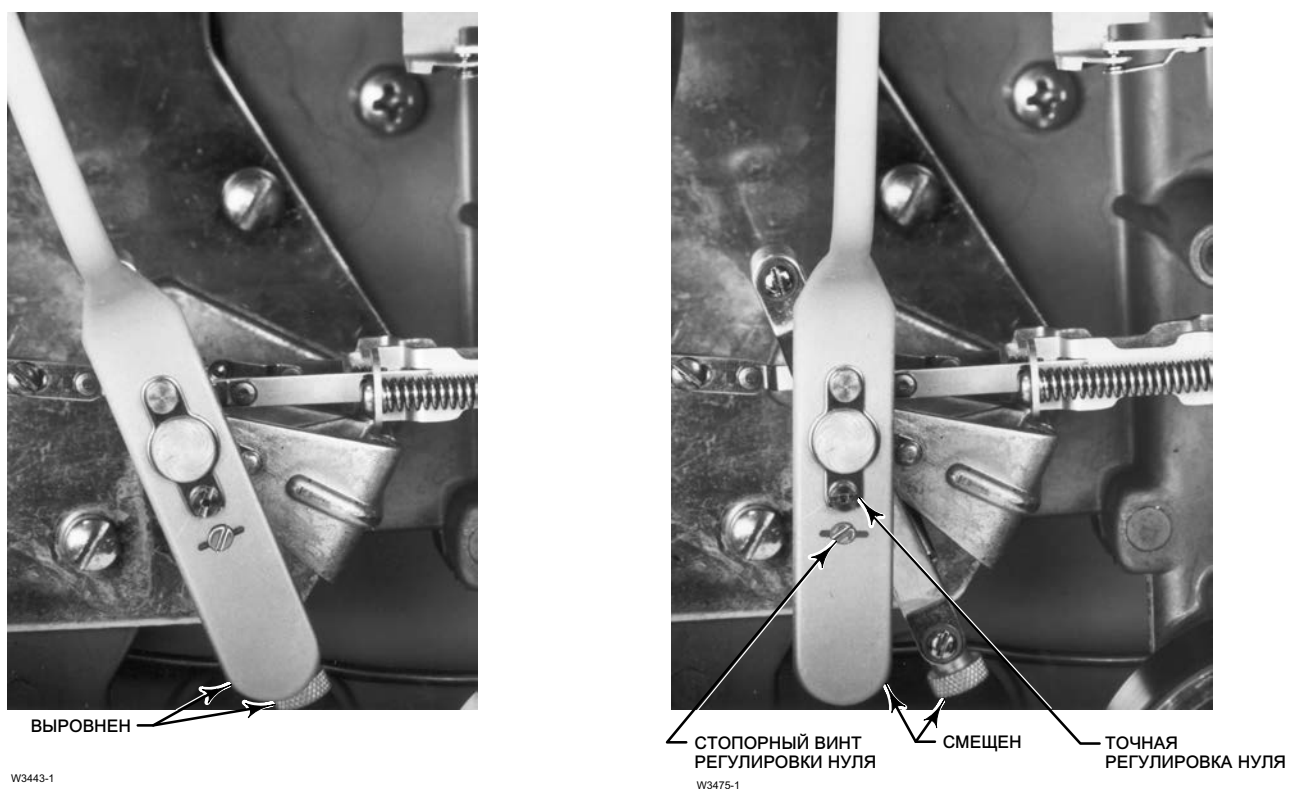 ВЫРОВНЕН
W3443-1
СТОПОРНЫЙ ВИНТ
РЕГУЛИРОВКИ НУЛЯ
СМЕЩЕН
ТОЧНАЯ
РЕГУЛИРОВКА НУЛЯ
W3475-1